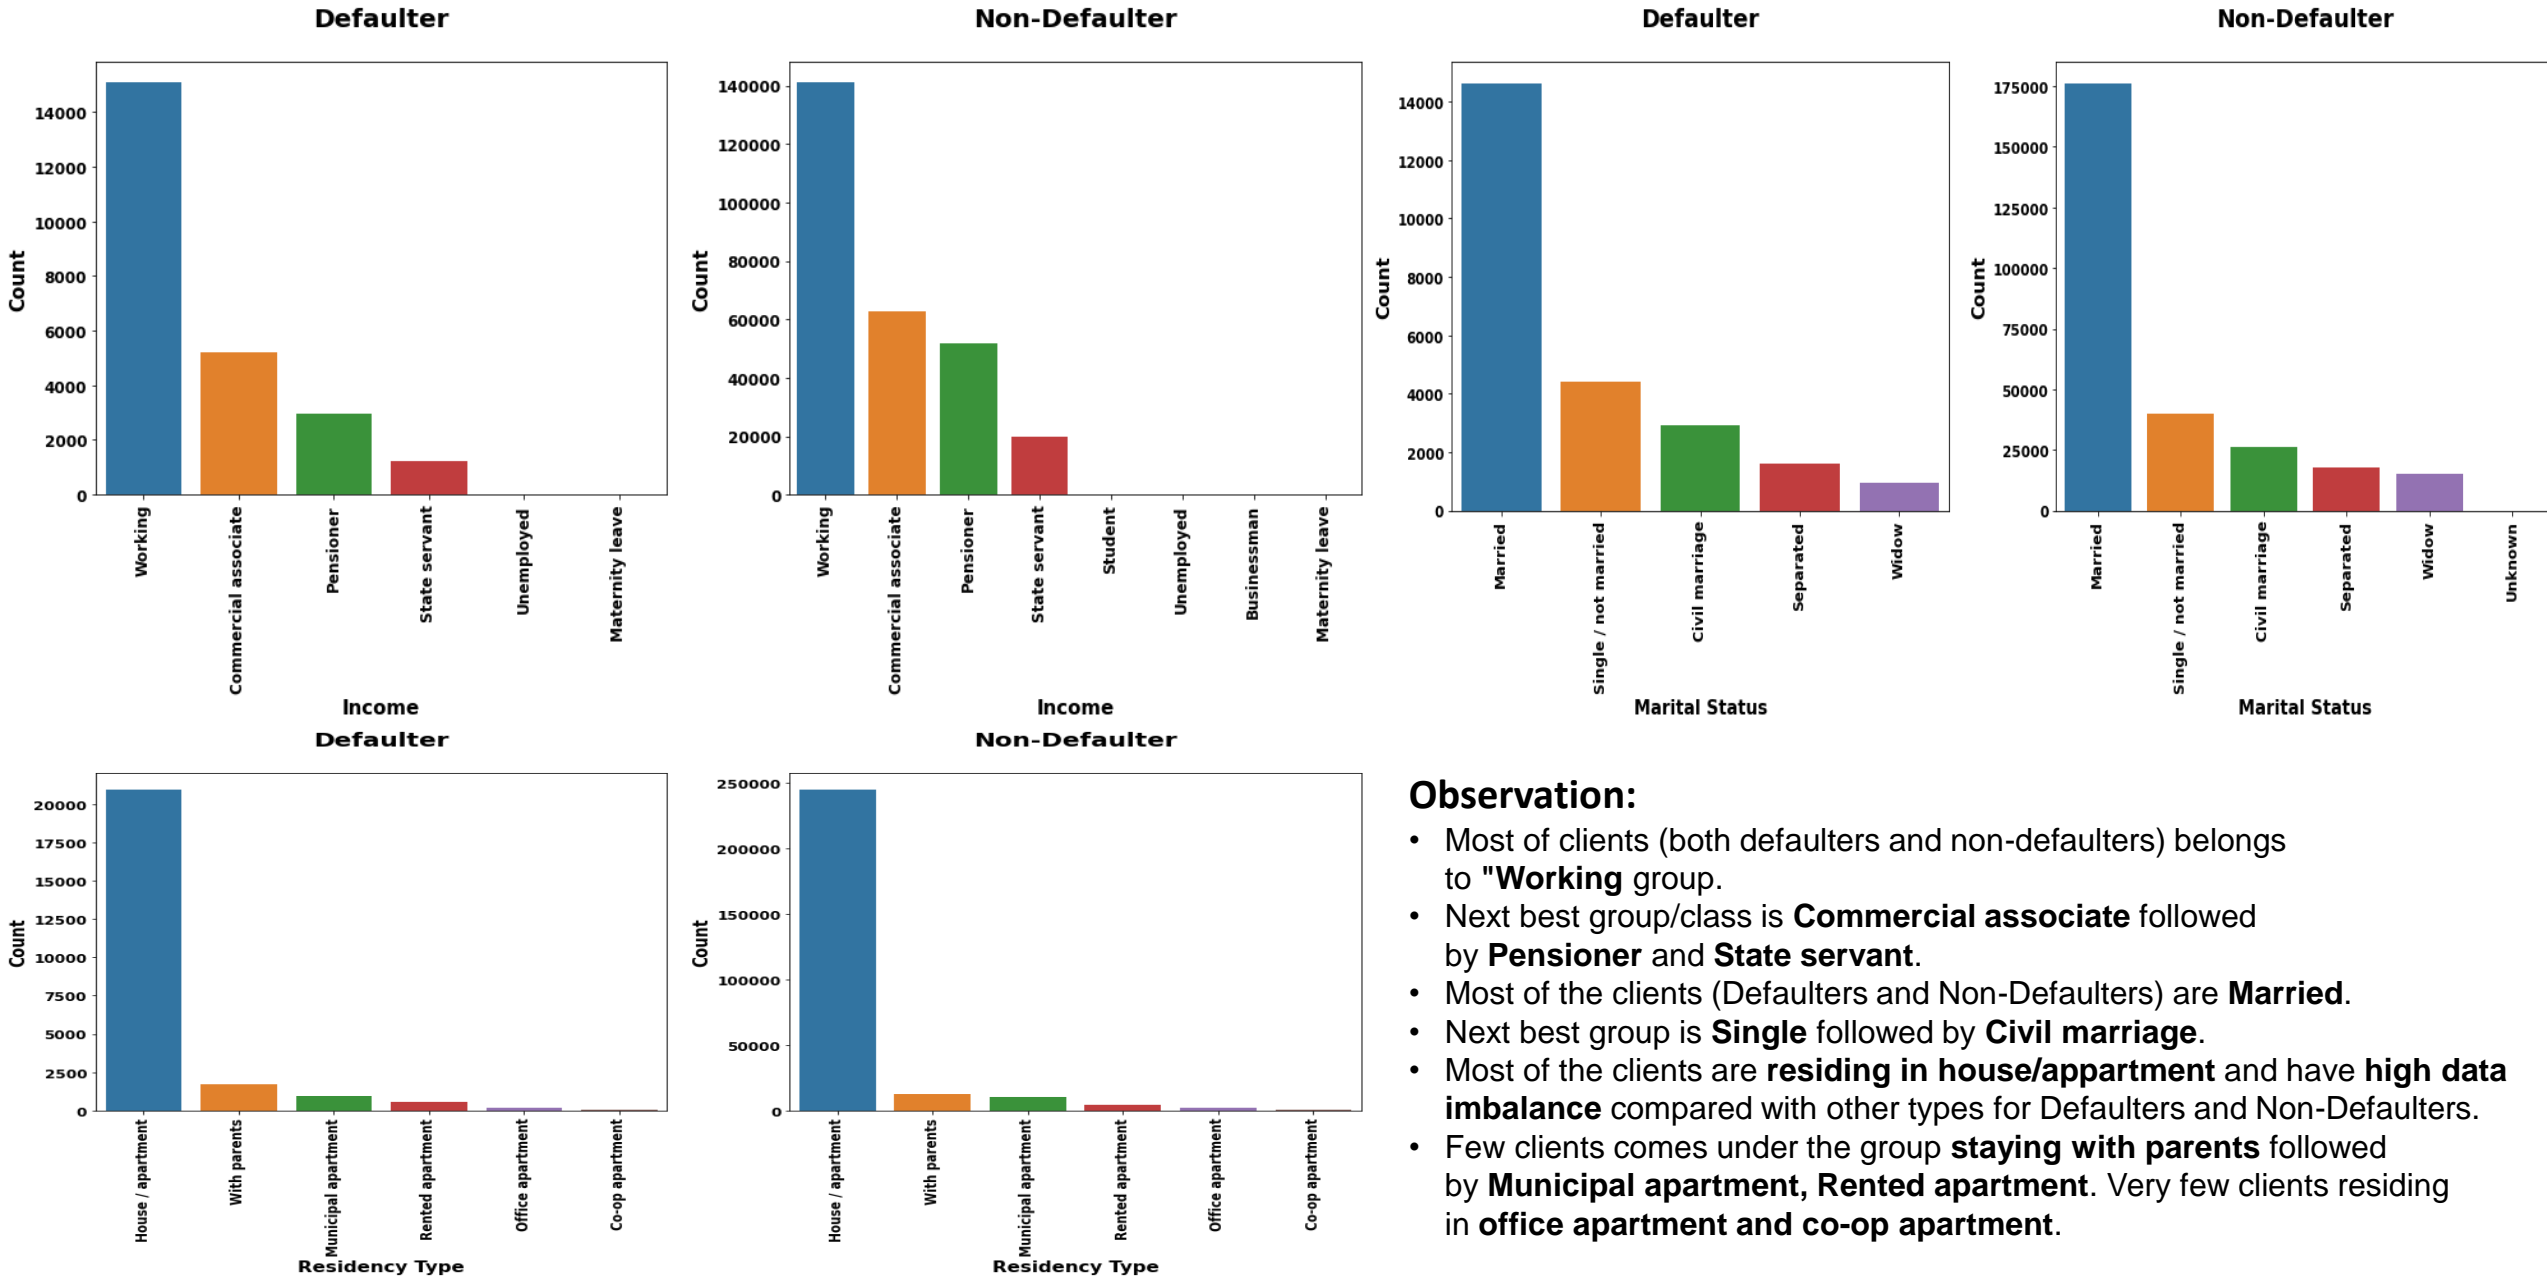 Defaulter
Count
14000
12000
10000
8000
6000
4000
2000
0
Working
Commercial associate
Pensioner
State servant
Unemployed
Maternity leave
Income
Non-Defaulter
Count
140000
120000
100000
80000
60000
40000
20000
0
Working
Commercial associate
Pensioner
State servant
Student
Unemployed
Businessman
Maternity leave
Income
Defaulter
Count
14000
12000
10000
8000
6000
4000
2000
0
Married
Single / not married
Civil marriage
Separated
Widow
Marital Status
Non-Defaulter
Count
175000
150000
125000
100000
75000
50000
25000
0
Married
Single / not married
Civil marriage
Separated
Widow
Unknown
Marital Status
Defaulter
Count
20000
17500
15000
12500
10000
7500
5000
2500
0
House / apartment
With parents
Municipal apartment
Rented apartment
Office apartment
Co-op apartment
Residency Type
Non-Defaulter
Count
250000
200000
150000
100000
50000
0
House / apartment
With parents
Municipal apartment
Rented apartment
Office apartment
Co-op apartment
Residency Type
Observation:
• Most of clients (both defaulters and non-defaulters) belongs
to "Working group.
• Next best group/class is Commercial associate followed
by Pensioner and State servant.
• Most of the clients (Defaulters and Non-Defaulters) are Married.
• Next best group is Single followed by Civil marriage.
• Most of the clients are residing in house/appartment and have high data
imbalance compared with other types for Defaulters and Non-Defaulters.
• Few clients comes under the group staying with parents followed
by Municipal apartment, Rented apartment. Very few clients residing
in office apartment and co-op apartment.